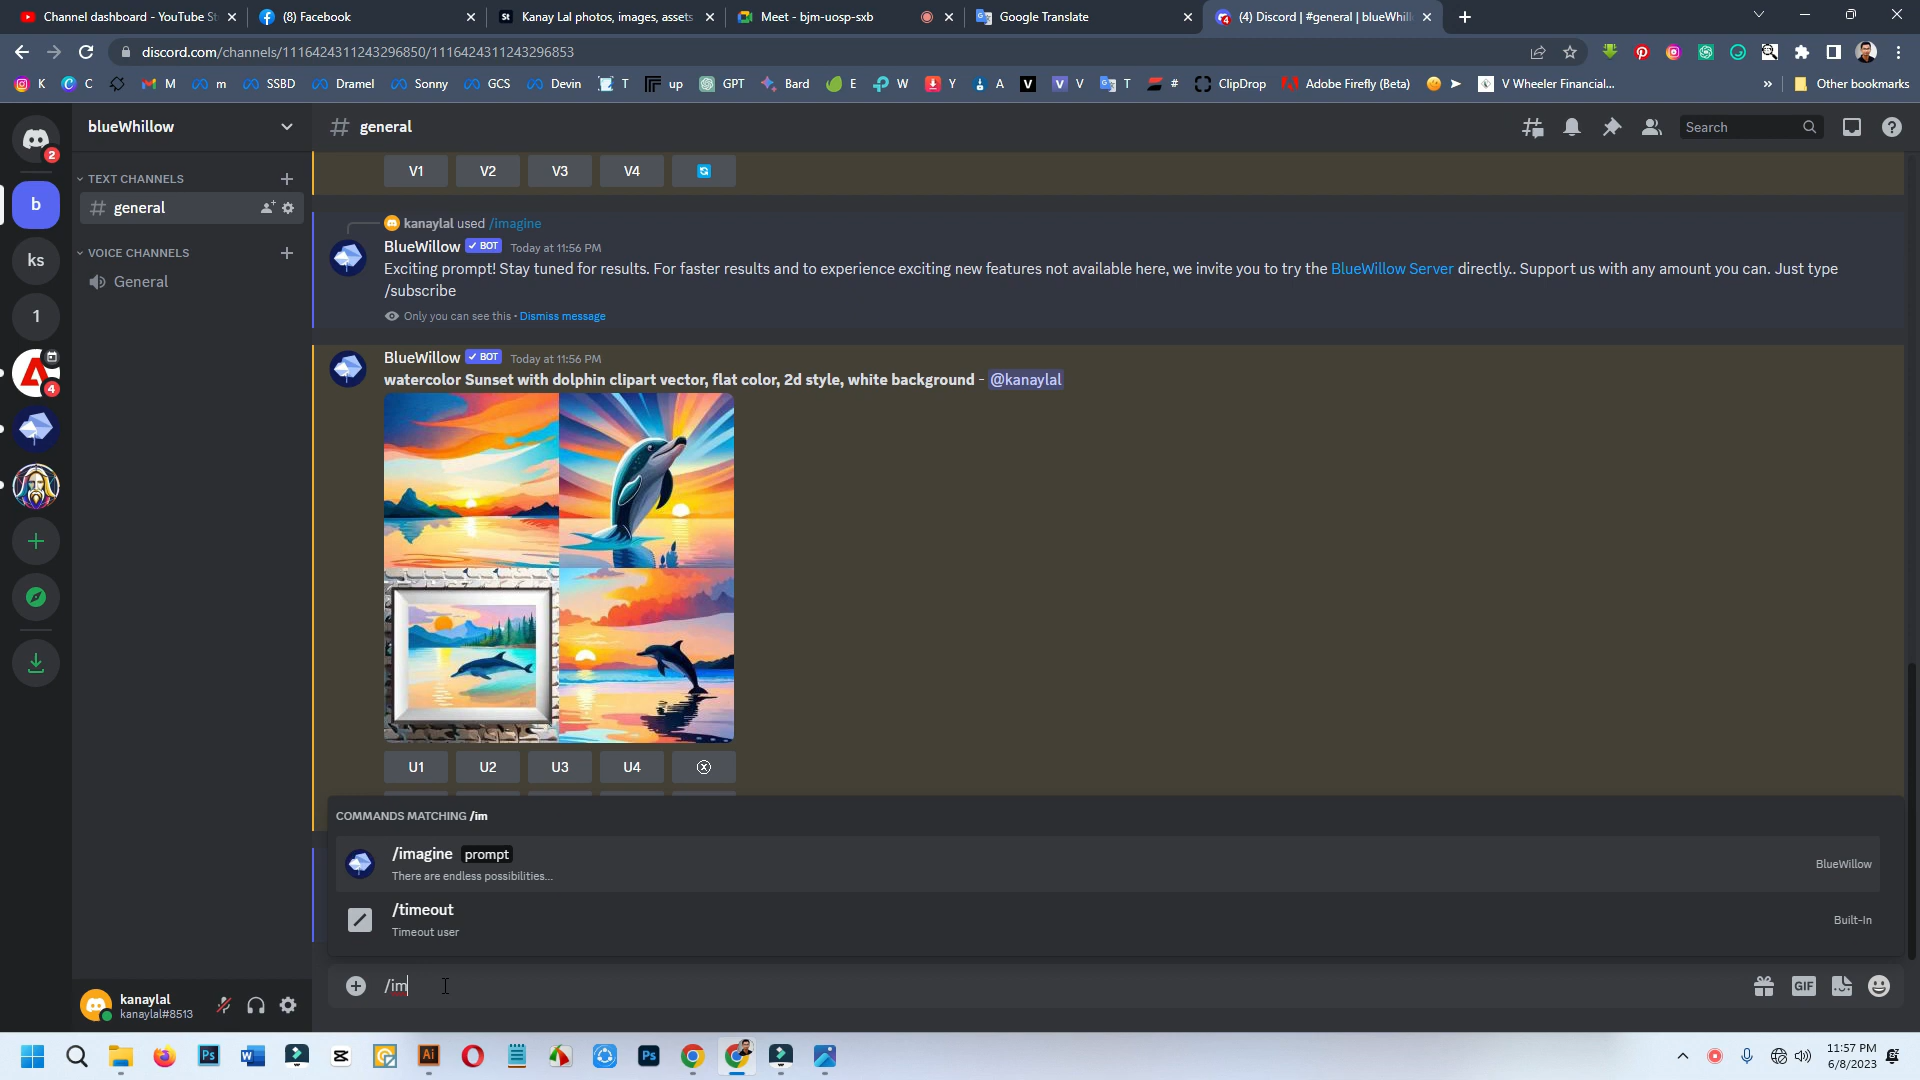 Channel dashboard - YouTube St
(8) Facebook
Kanay Lal photos, images, assets
Meet - bjm-uosp-sxb
Google Translate
(4) Discord | #general | blueWhill
discord.com/channels/1116424311243296850/1116424311243296853
K
C
M
m
SSBD
Dramel
Sonny
GCS
Devin
T
up
GPT
Bard
E
W
Y
A
V
V
T
#
ClipDrop
Adobe Firefly (Beta)
V Wheeler Financial...
»
Other bookmarks
blueWhillow
general
Search
2
TEXT CHANNELS
general
b
VOICE CHANNELS
General
ks
1
4
V1
V2
V3
V4
kanaylal used /imagine
BlueWillow BOT Today at 11:56 PM
Exciting prompt! Stay tuned for results. For faster results and to experience exciting new features not available here, we invite you to try the BlueWillow Server directly.. Support us with any amount you can. Just type
/subscribe
Only you can see this • Dismiss message
BlueWillow BOT Today at 11:56 PM
watercolor Sunset with dolphin clipart vector, flat color, 2d style, white background - @kanaylal
U1
U2
U3
U4
COMMANDS MATCHING /im
/imagine prompt
There are endless possibilities...
BlueWillow
/timeout
Timeout user
Built-In
/im
GIF
kanaylal
kanaylal#8513
11:57 PM
6/8/2023